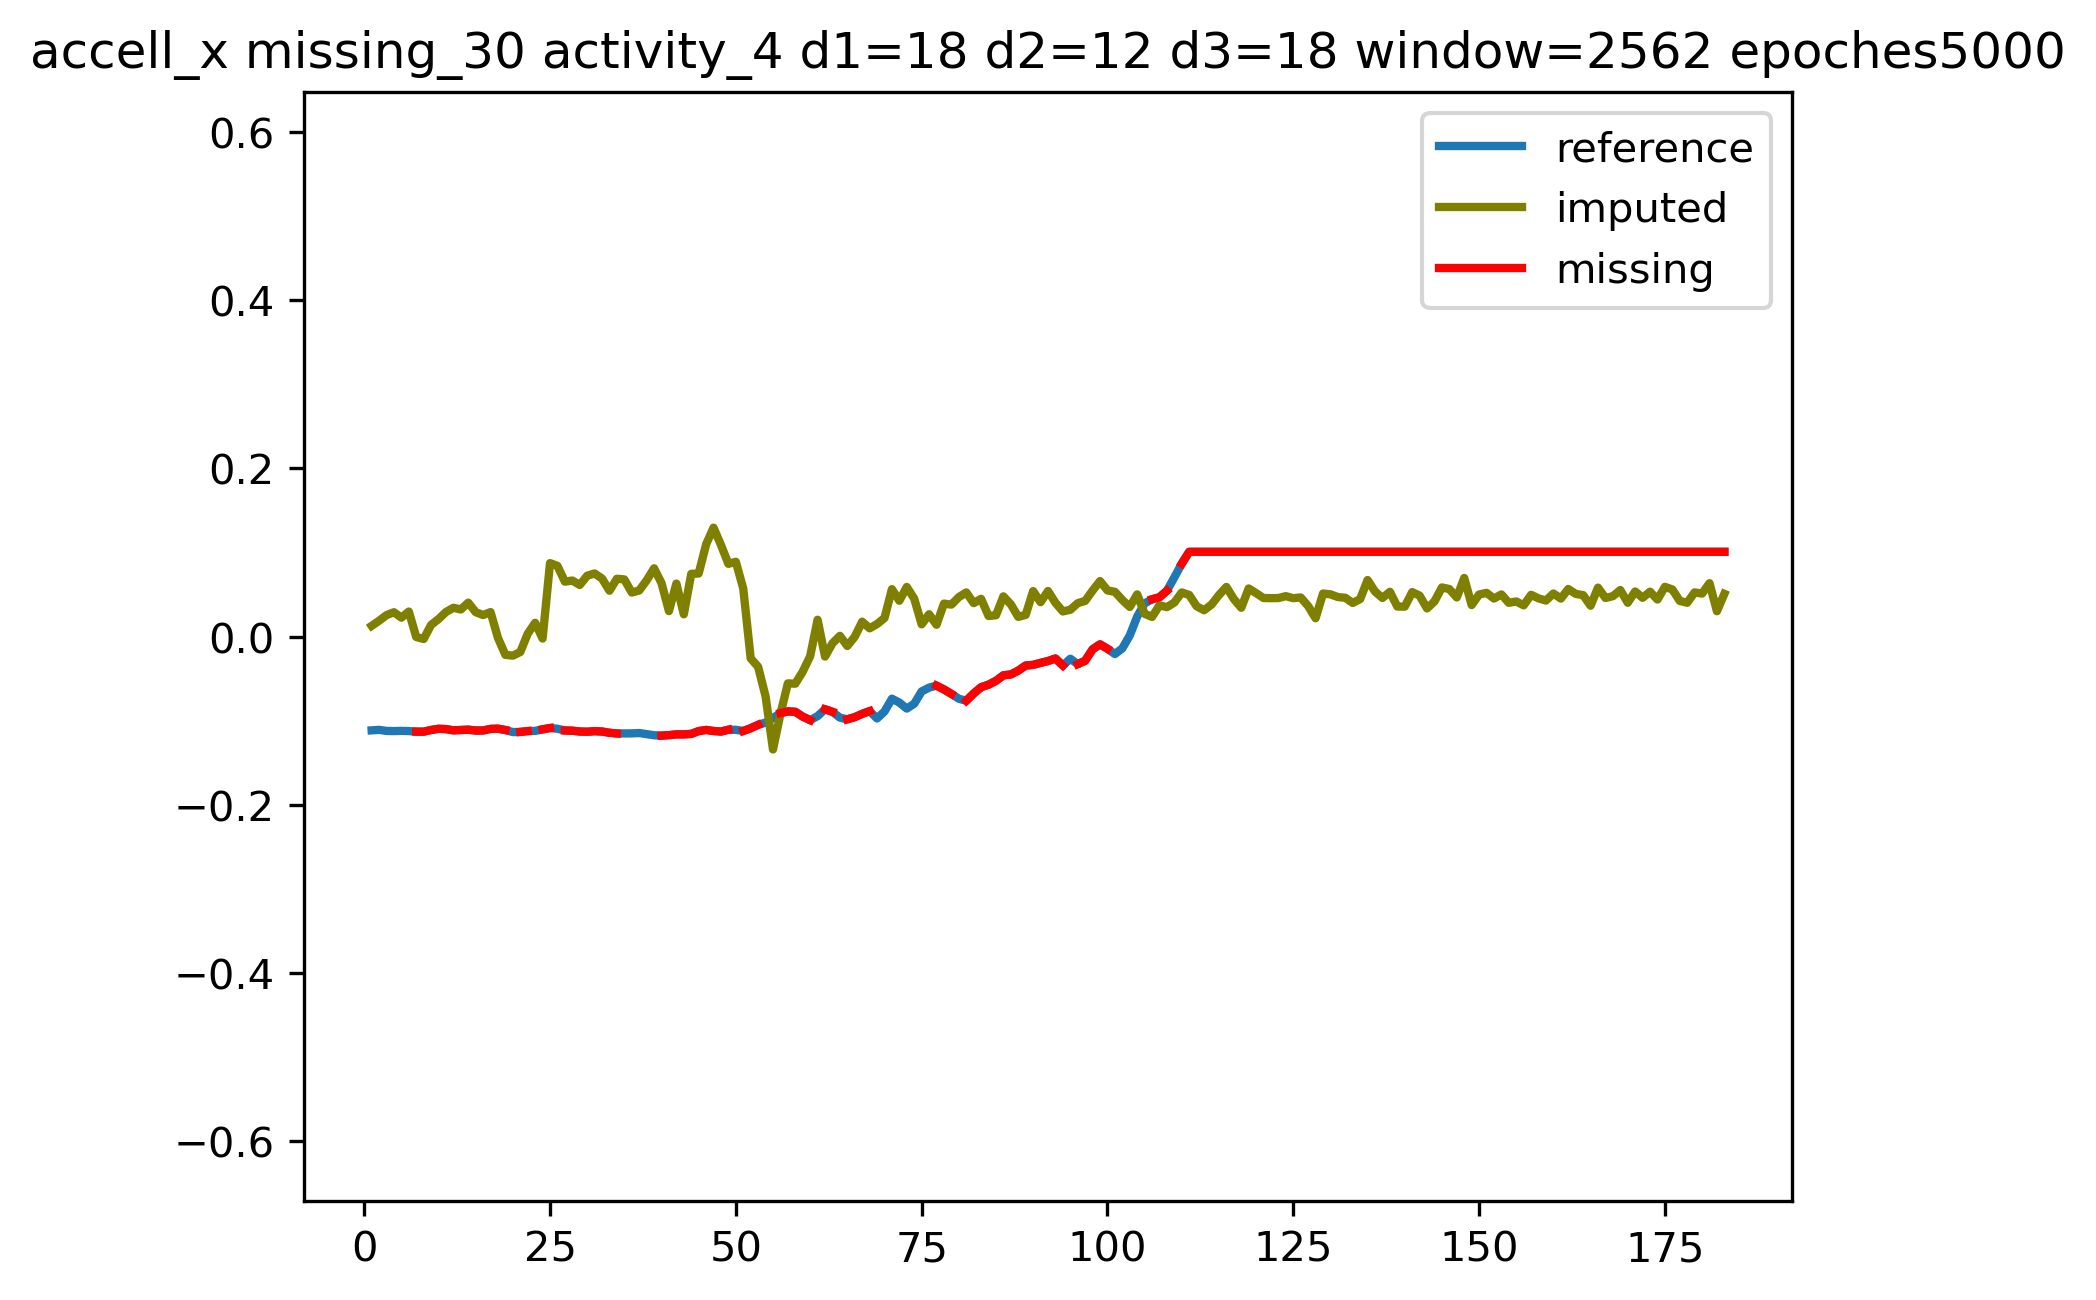 accell_x missing_30 activity_4 d1=18 d2=12 d3=18 window=2562 epoches5000
reference
imputed
missing
0.6
0.4
0.2
0.0
−0.2
−0.4
−0.6
0 25 50 75 100 125 150 175